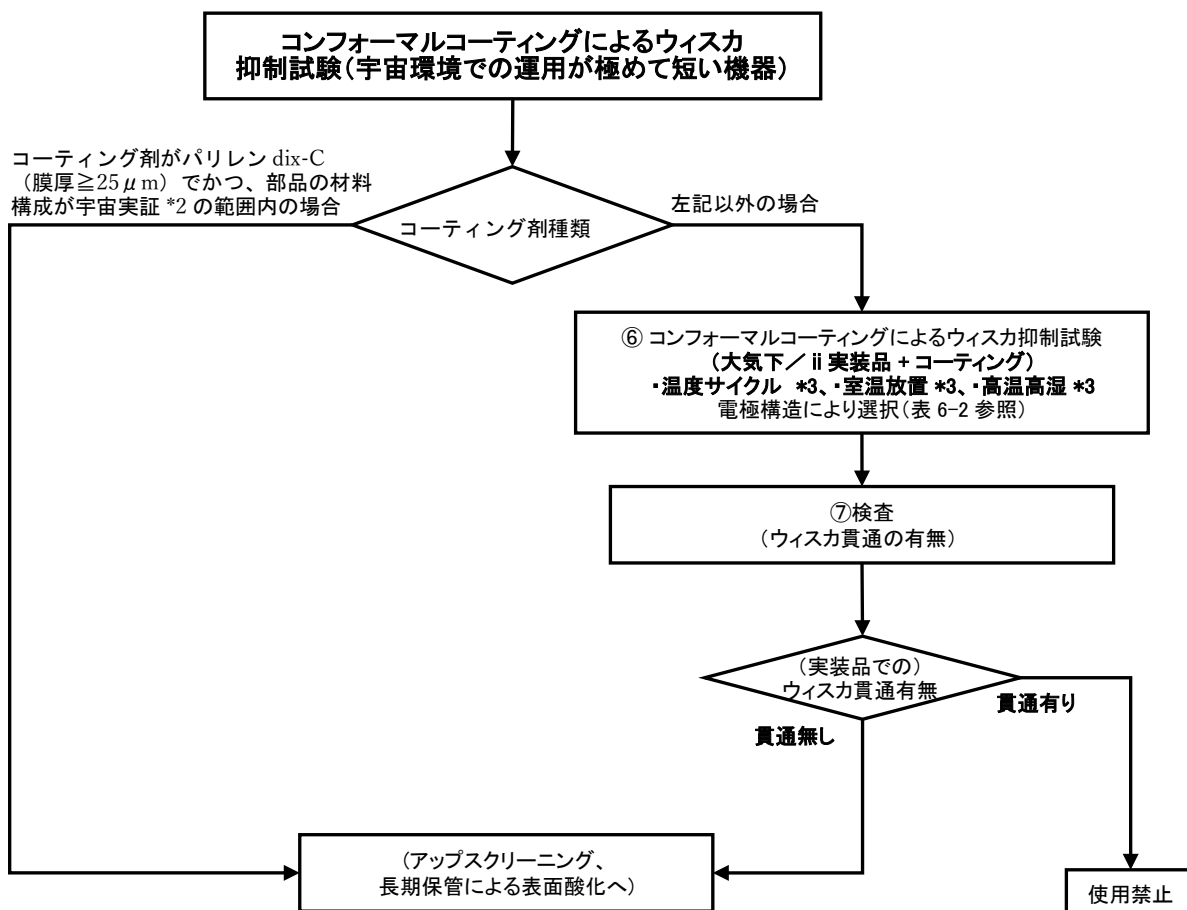 コンフォーマルコーティングによるウィスカ
抑制試験(宇宙環境での運用が極めて短い機器)
コーティング剤がパリレン dix-C
(膜厚≧25μm)でかつ、部品の材料
構成が宇宙実証 *2 の範囲内の場合
コーティング剤種類
左記以外の場合
⑥ コンフォーマルコーティングによるウィスカ抑制試験
(大気下/ⅱ実装品 + コーティング)
・温度サイクル *3、・室温放置 *3、・高温高湿 *3
電極構造により選択(表 6-2 参照)
⑦検査
(ウィスカ貫通の有無)
(実装品での)
ウィスカ貫通有無
貫通有り
貫通無し
(アップスクリーニング、
長期保管による表面酸化へ)
使用禁止